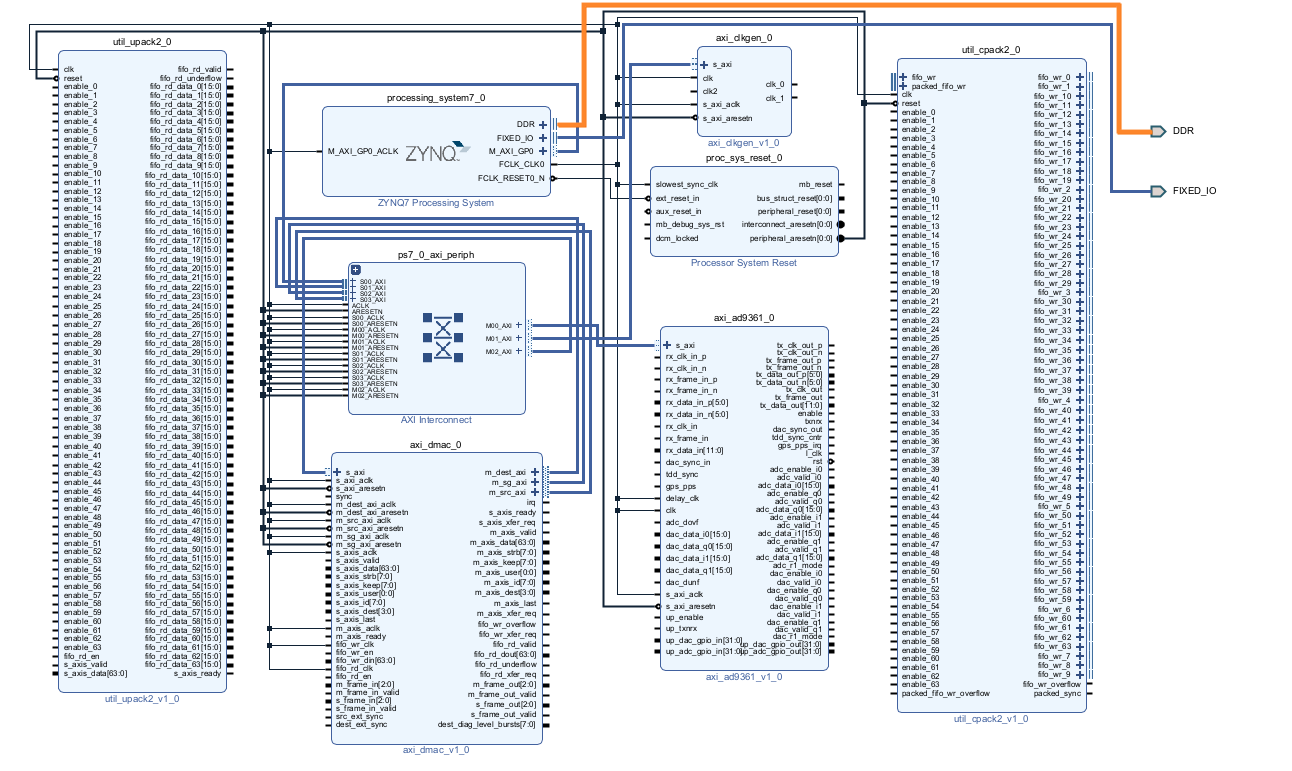 util_upack2_0
clk
reset
enable_0
enable_1
enable_2
enable_3
enable_4
enable_5
enable_6
enable_7
enable_8
enable_9
enable_10
enable_11
enable_12
enable_13
enable_14
enable_15
enable_16
enable_17
enable_18
enable_19
enable_20
enable_21
enable_22
enable_23
enable_24
enable_25
enable_26
enable_27
enable_28
enable_29
enable_30
enable_31
enable_32
enable_33
enable_34
enable_35
enable_36
enable_37
enable_38
enable_39
enable_40
enable_41
enable_42
enable_43
enable_44
enable_45
enable_46
enable_47
enable_48
enable_49
enable_50
enable_51
enable_52
enable_53
enable_54
enable_55
enable_56
enable_57
enable_58
enable_59
enable_60
enable_61
enable_62
enable_63
fifo_rd_en
s_axis_valid
s_axis_data[63:0]
fifo_rd_valid
fifo_rd_underflow
fifo_rd_data_0[15:0]
fifo_rd_data_1[15:0]
fifo_rd_data_2[15:0]
fifo_rd_data_3[15:0]
fifo_rd_data_4[15:0]
fifo_rd_data_5[15:0]
fifo_rd_data_6[15:0]
fifo_rd_data_7[15:0]
fifo_rd_data_8[15:0]
fifo_rd_data_9[15:0]
fifo_rd_data_10[15:0]
fifo_rd_data_11[15:0]
fifo_rd_data_12[15:0]
fifo_rd_data_13[15:0]
fifo_rd_data_14[15:0]
fifo_rd_data_15[15:0]
fifo_rd_data_16[15:0]
fifo_rd_data_17[15:0]
fifo_rd_data_18[15:0]
fifo_rd_data_19[15:0]
fifo_rd_data_20[15:0]
fifo_rd_data_21[15:0]
fifo_rd_data_22[15:0]
fifo_rd_data_23[15:0]
fifo_rd_data_24[15:0]
fifo_rd_data_25[15:0]
fifo_rd_data_26[15:0]
fifo_rd_data_27[15:0]
fifo_rd_data_28[15:0]
fifo_rd_data_29[15:0]
fifo_rd_data_30[15:0]
fifo_rd_data_31[15:0]
fifo_rd_data_32[15:0]
fifo_rd_data_33[15:0]
fifo_rd_data_34[15:0]
fifo_rd_data_35[15:0]
fifo_rd_data_36[15:0]
fifo_rd_data_37[15:0]
fifo_rd_data_38[15:0]
fifo_rd_data_39[15:0]
fifo_rd_data_40[15:0]
fifo_rd_data_41[15:0]
fifo_rd_data_42[15:0]
fifo_rd_data_43[15:0]
fifo_rd_data_44[15:0]
fifo_rd_data_45[15:0]
fifo_rd_data_46[15:0]
fifo_rd_data_47[15:0]
fifo_rd_data_48[15:0]
fifo_rd_data_49[15:0]
fifo_rd_data_50[15:0]
fifo_rd_data_51[15:0]
fifo_rd_data_52[15:0]
fifo_rd_data_53[15:0]
fifo_rd_data_54[15:0]
fifo_rd_data_55[15:0]
fifo_rd_data_56[15:0]
fifo_rd_data_57[15:0]
fifo_rd_data_58[15:0]
fifo_rd_data_59[15:0]
fifo_rd_data_60[15:0]
fifo_rd_data_61[15:0]
fifo_rd_data_62[15:0]
fifo_rd_data_63[15:0]
s_axis_ready
util_upack2_v1_0
processing_system7_0
M_AXI_GP0_ACLK
ZYNQ
DDR
FIXED_IO
M_AXI_GP0
FCLK_CLK0
FCLK_RESET0_N
ZYNQ7 Processing System
ps7_0_axi_periph
S00_AXI
S01_AXI
S02_AXI
S03_AXI
ACLK
ARESETN
S00_ACLK
S00_ARESETN
M00_ACLK
M00_ARESETN
M01_ACLK
M01_ARESETN
S01_ACLK
S01_ARESETN
S02_ACLK
S02_ARESETN
S03_ACLK
S03_ARESETN
M02_ACLK
M02_ARESETN
M00_AXI
M01_AXI
M02_AXI
AXI Interconnect
axi_dmac_0
s_axi
s_axi_aclk
s_axi_aresetn
sync
m_dest_axi_aclk
m_dest_axi_aresetn
m_src_axi_aclk
m_src_axi_aresetn
m_sg_axi_aclk
m_sg_axi_aresetn
s_axis_aclk
s_axis_valid
s_axis_data[63:0]
s_axis_strb[7:0]
s_axis_keep[7:0]
s_axis_user[0:0]
s_axis_id[7:0]
s_axis_dest[3:0]
s_axis_last
m_axis_aclk
m_axis_ready
fifo_wr_clk
fifo_wr_en
fifo_wr_din[63:0]
fifo_rd_clk
fifo_rd_en
m_frame_in[2:0]
m_frame_in_valid
s_frame_in[2:0]
s_frame_in_valid
src_ext_sync
dest_ext_sync
m_dest_axi
m_sg_axi
m_src_axi
irq
s_axis_ready
s_axis_xfer_req
m_axis_valid
m_axis_data[63:0]
m_axis_strb[7:0]
m_axis_keep[7:0]
m_axis_user[0:0]
m_axis_id[7:0]
m_axis_dest[3:0]
m_axis_last
m_axis_xfer_req
fifo_wr_overflow
fifo_wr_xfer_req
fifo_rd_valid
fifo_rd_dout[63:0]
fifo_rd_underflow
fifo_rd_xfer_req
m_frame_out[2:0]
m_frame_out_valid
s_frame_out[2:0]
s_frame_out_valid
dest_diag_level_bursts[7:0]
axi_dmac_v1_0
axi_clkgen_0
s_axi
clk
clk2
s_axi_aclk
s_axi_aresetn
clk_0
clk_1
axi_clkgen_v1_0
proc_sys_reset_0
slowest_sync_clk
ext_reset_in
aux_reset_in
mb_debug_sys_rst
dcm_locked
mb_reset
bus_struct_reset[0:0]
peripheral_reset[0:0]
interconnect_aresetn[0:0]
peripheral_aresetn[0:0]
Processor System Reset
axi_ad9361_0
s_axi
rx_clk_in_p
rx_clk_in_n
rx_frame_in_p
rx_frame_in_n
rx_data_in_p[5:0]
rx_data_in_n[5:0]
rx_clk_in
rx_frame_in
rx_data_in[11:0]
dac_sync_in
tdd_sync
gps_pps
delay_clk
clk
adc_dovf
dac_data_i0[15:0]
dac_data_q0[15:0]
dac_data_i1[15:0]
dac_data_q1[15:0]
dac_dunf
s_axi_aclk
s_axi_aresetn
up_enable
up_txnrx
up_dac_gpio_in[31:0]
up_adc_gpio_in[31:0]
tx_clk_out_p
tx_clk_out_n
tx_frame_out_p
tx_frame_out_n
tx_data_out_p[5:0]
tx_data_out_n[5:0]
tx_clk_out
tx_frame_out
tx_data_out[11:0]
enable
txnrx
dac_sync_out
tdd_sync_cntr
gps_pps_irq
l_clk
rst
adc_enable_i0
adc_valid_i0
adc_data_i0[15:0]
adc_enable_q0
adc_valid_q0
adc_data_q0[15:0]
adc_enable_i1
adc_valid_i1
adc_data_i1[15:0]
adc_enable_q1
adc_valid_q1
adc_data_q1[15:0]
adc_r1_mode
dac_enable_i0
dac_valid_i0
dac_enable_q0
dac_valid_q0
dac_enable_i1
dac_valid_i1
dac_enable_q1
dac_valid_q1
dac_r1_mode
up_dac_gpio_out[31:0]
up_adc_gpio_out[31:0]
axi_ad9361_v1_0
util_cpack2_0
fifo_wr
packed_fifo_wr
clk
reset
enable_0
enable_1
enable_2
enable_3
enable_4
enable_5
enable_6
enable_7
enable_8
enable_9
enable_10
enable_11
enable_12
enable_13
enable_14
enable_15
enable_16
enable_17
enable_18
enable_19
enable_20
enable_21
enable_22
enable_23
enable_24
enable_25
enable_26
enable_27
enable_28
enable_29
enable_30
enable_31
enable_32
enable_33
enable_34
enable_35
enable_36
enable_37
enable_38
enable_39
enable_40
enable_41
enable_42
enable_43
enable_44
enable_45
enable_46
enable_47
enable_48
enable_49
enable_50
enable_51
enable_52
enable_53
enable_54
enable_55
enable_56
enable_57
enable_58
enable_59
enable_60
enable_61
enable_62
enable_63
packed_fifo_wr_overflow
fifo_wr_0
fifo_wr_1
fifo_wr_10
fifo_wr_11
fifo_wr_12
fifo_wr_13
fifo_wr_14
fifo_wr_15
fifo_wr_16
fifo_wr_17
fifo_wr_18
fifo_wr_19
fifo_wr_2
fifo_wr_20
fifo_wr_21
fifo_wr_22
fifo_wr_23
fifo_wr_24
fifo_wr_25
fifo_wr_26
fifo_wr_27
fifo_wr_28
fifo_wr_29
fifo_wr_3
fifo_wr_30
fifo_wr_31
fifo_wr_32
fifo_wr_33
fifo_wr_34
fifo_wr_35
fifo_wr_36
fifo_wr_37
fifo_wr_38
fifo_wr_39
fifo_wr_4
fifo_wr_40
fifo_wr_41
fifo_wr_42
fifo_wr_43
fifo_wr_44
fifo_wr_45
fifo_wr_46
fifo_wr_47
fifo_wr_48
fifo_wr_49
fifo_wr_5
fifo_wr_50
fifo_wr_51
fifo_wr_52
fifo_wr_53
fifo_wr_54
fifo_wr_55
fifo_wr_56
fifo_wr_57
fifo_wr_58
fifo_wr_59
fifo_wr_6
fifo_wr_60
fifo_wr_61
fifo_wr_62
fifo_wr_63
fifo_wr_7
fifo_wr_8
fifo_wr_9
fifo_wr_overflow
packed_sync
util_cpack2_v1_0
DDR
FIXED_IO